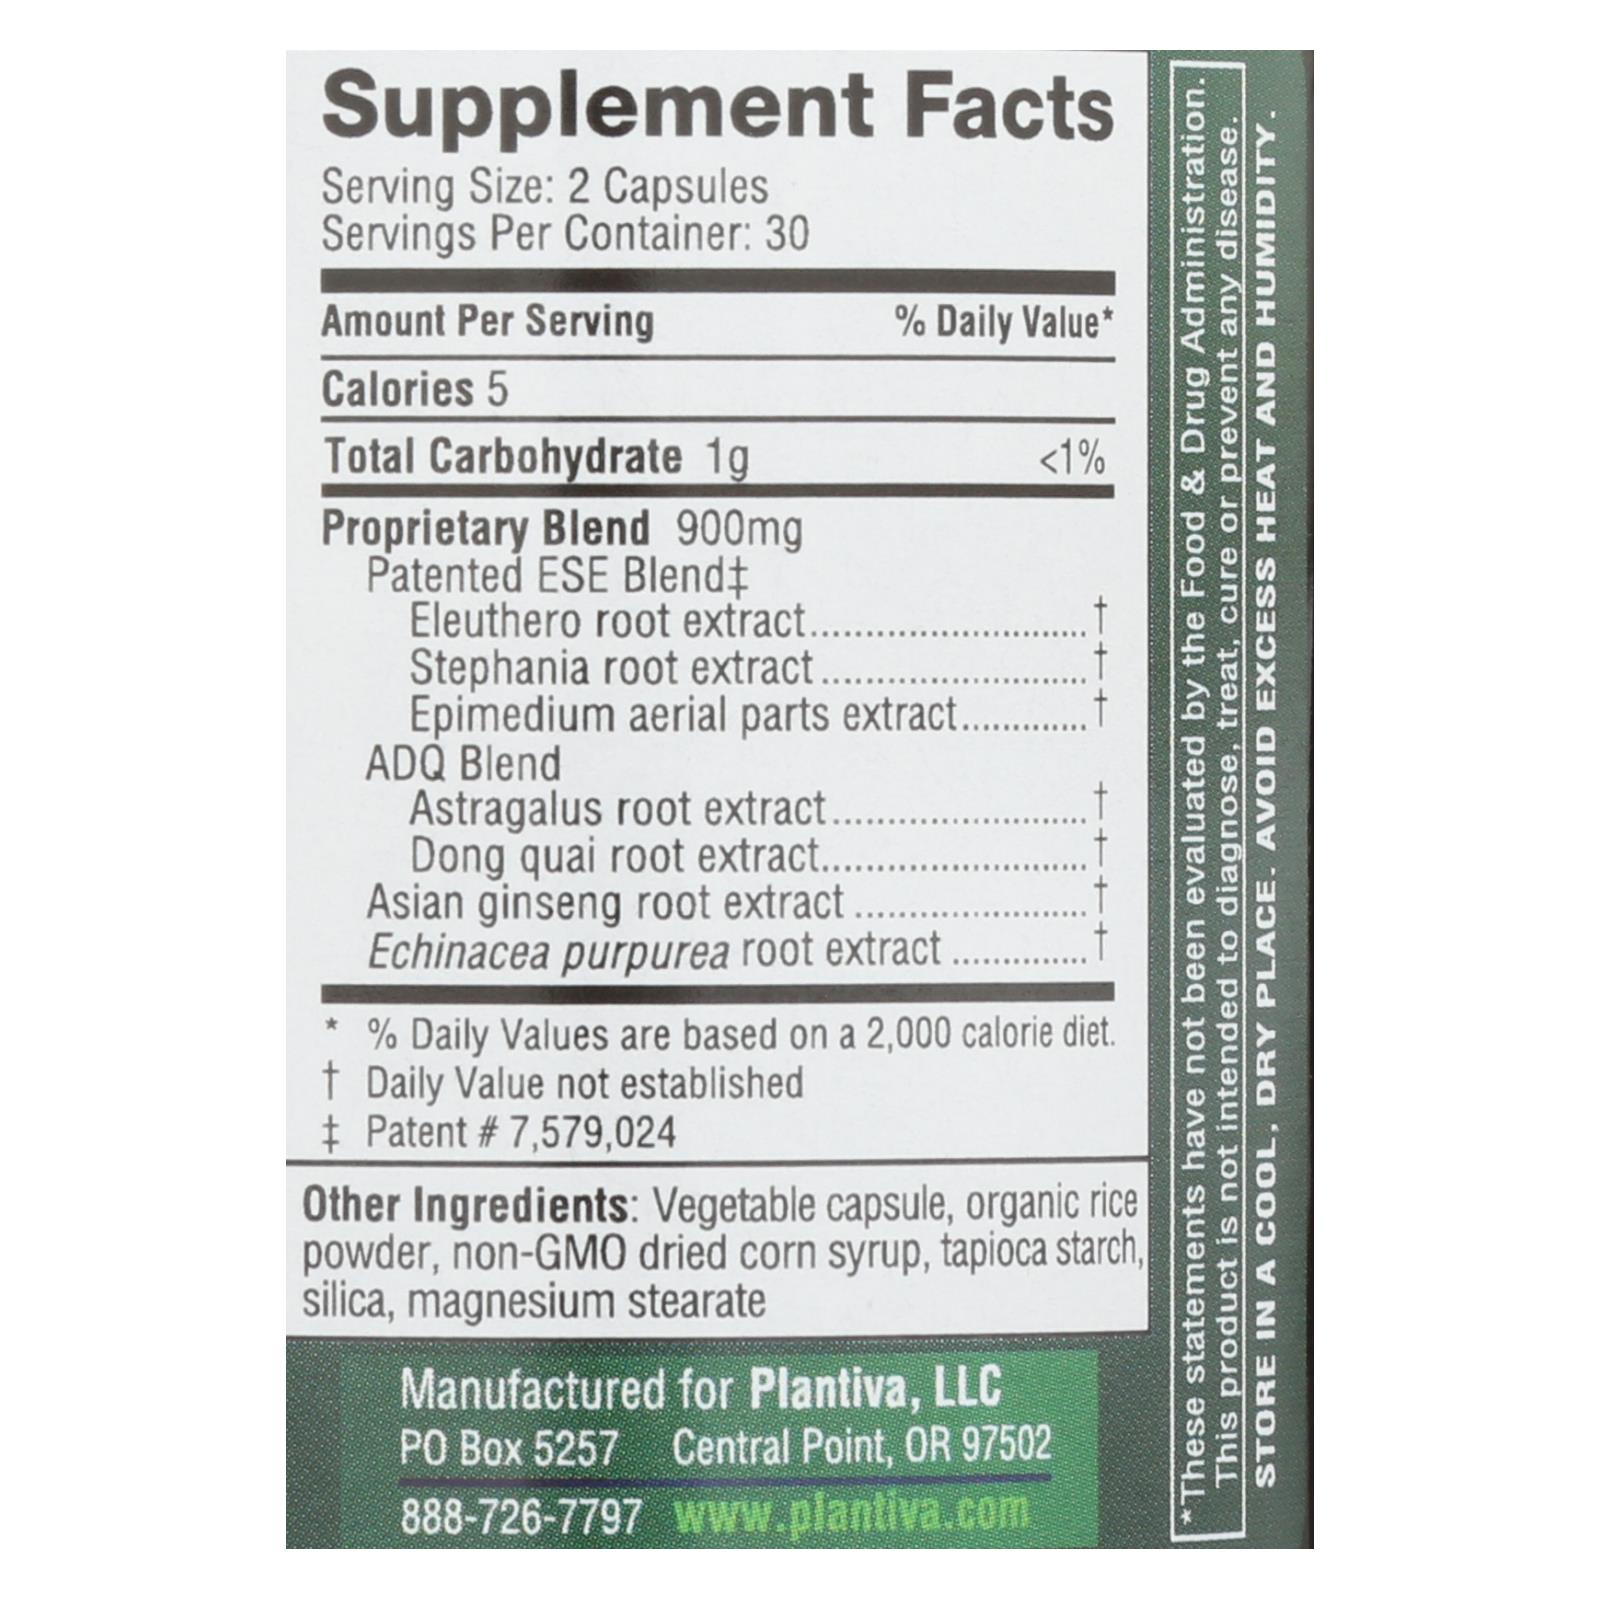 Supplement Facts
Serving Size: 2 Capsules
Servings Per Container: 30
Amount Per Serving % Daily Value*
Calories 5
Total Carbohydrate 1g <1%
Proprietary Blend 900mg
Patented ESE Blend‡
Eleuthero root extract........................... †
Stephania root extract.......................... †
Epimedium aerial parts extract............ †
ADQ Blend
Astragalus root extract......................... †
Dong quai root extract.......................... †
Asian ginseng root extract ....................... †
Echinacea purpurea root extract .............. †
* % Daily Values are based on a 2,000 calorie diet.
† Daily Value not established
‡ Patent # 7,579,024
Other Ingredients: Vegetable capsule, organic rice
powder, non-GMO dried corn syrup, tapioca starch,
silica, magnesium stearate
Manufactured for Plantiva, LLC
PO Box 5257 Central Point, OR 97502
888-726-7797 www.plantiva.com
*These statements have not been evaluated by the Food & Drug Administration.
This product is not intended to diagnose, treat, cure or prevent any disease.
STORE IN A COOL, DRY PLACE. AVOID EXCESS HEAT AND HUMIDITY.